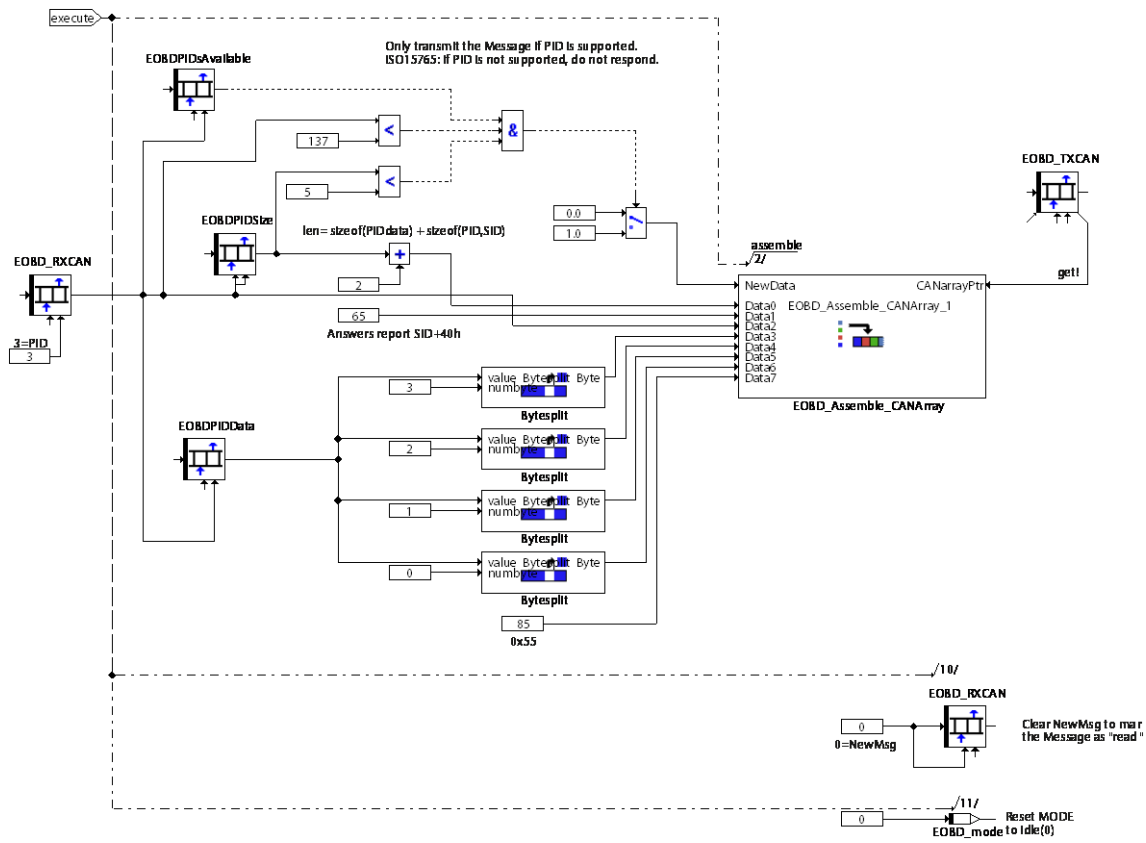 execute
Only transmit the Message if PID is supported.
ISO15765: If PID is not supported, do not respond.
EOBDPIDsAvailable
<
137
&
<
5
EOBD_TXCAN
0.0
1.0
EOBDPIDSize
len= sizeof(PIDdata) + sizeof(PID,SID)
+
2
assemble
/2/
get!
EOBD_RXCAN
NewData
CANarrayPtr
Data0
EOBD_Assemble_CANArray_1
65
Data1
Answers report SID+40h
Data2
Data3
Data4
Data5
Data6
Data7
EOBD_Assemble_CANArray
3=PID
3
value Bytesplit Byte
3
numbyte
Bytesplit
EOBDPIDData
value Bytesplit Byte
2
numbyte
Bytesplit
value Bytesplit Byte
1
numbyte
Bytesplit
value Bytesplit Byte
0
numbyte
Bytesplit
85
0x55
/10/
EOBD_RXCAN
0
0=NewMsg
Clear NewMsg to mar
the Message as "read"
/11/
0
EOBD_mode
Reset MODE
to Idle(0)